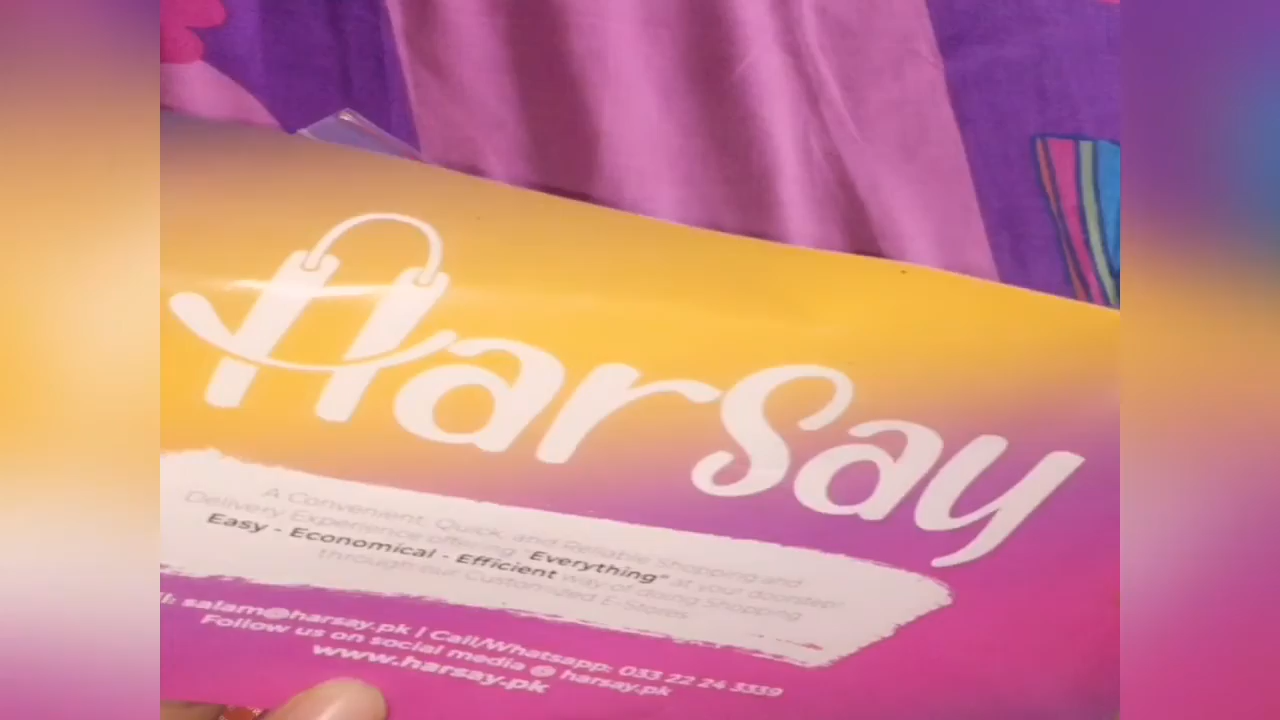 Harsay
A Convenient, Quick, and Reliable Shopping and
Delivery Experience offering "Everything" at your doorstep
Easy - Economical - Efficient way of doing Shopping
through our Customized E-Stores
salam@harsay.pk | Call/Whatsapp: 033 22 24 3339
Follow us on social media @ harsay.pk
www.harsay.pk